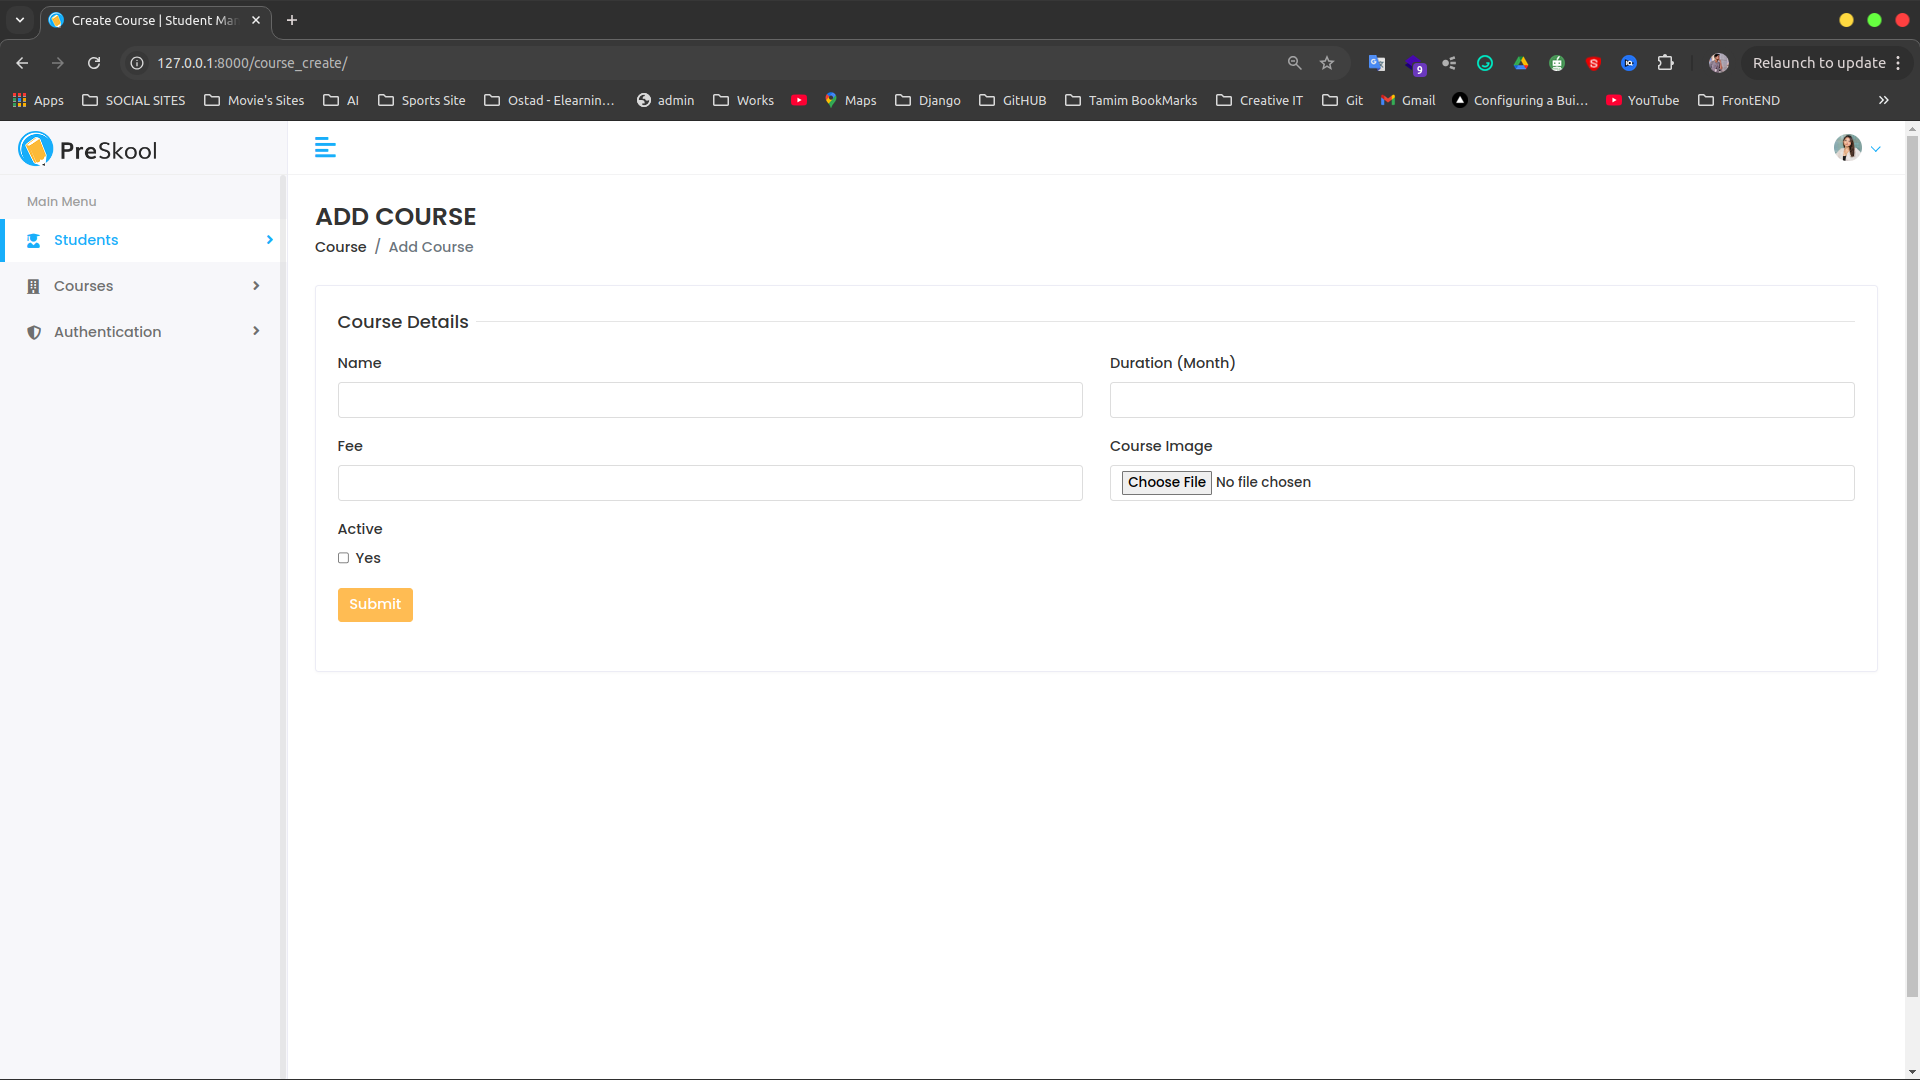 Create Course | Student Mar
127.0.0.1:8000/course_create/
9
Relaunch to update
Apps SOCIAL SITES Movie's Sites AI Sports Site Ostad - Elearnin... admin Works Maps Django GitHUB Tamim BookMarks Creative IT Git Gmail Configuring a Bui... YouTube FrontEND
PreSkool
Main Menu
Students
Courses
Authentication
ADD COURSE
Course / Add Course
Course Details
Name
Duration (Month)
Fee
Course Image
Choose File No file chosen
Active
Yes
Submit